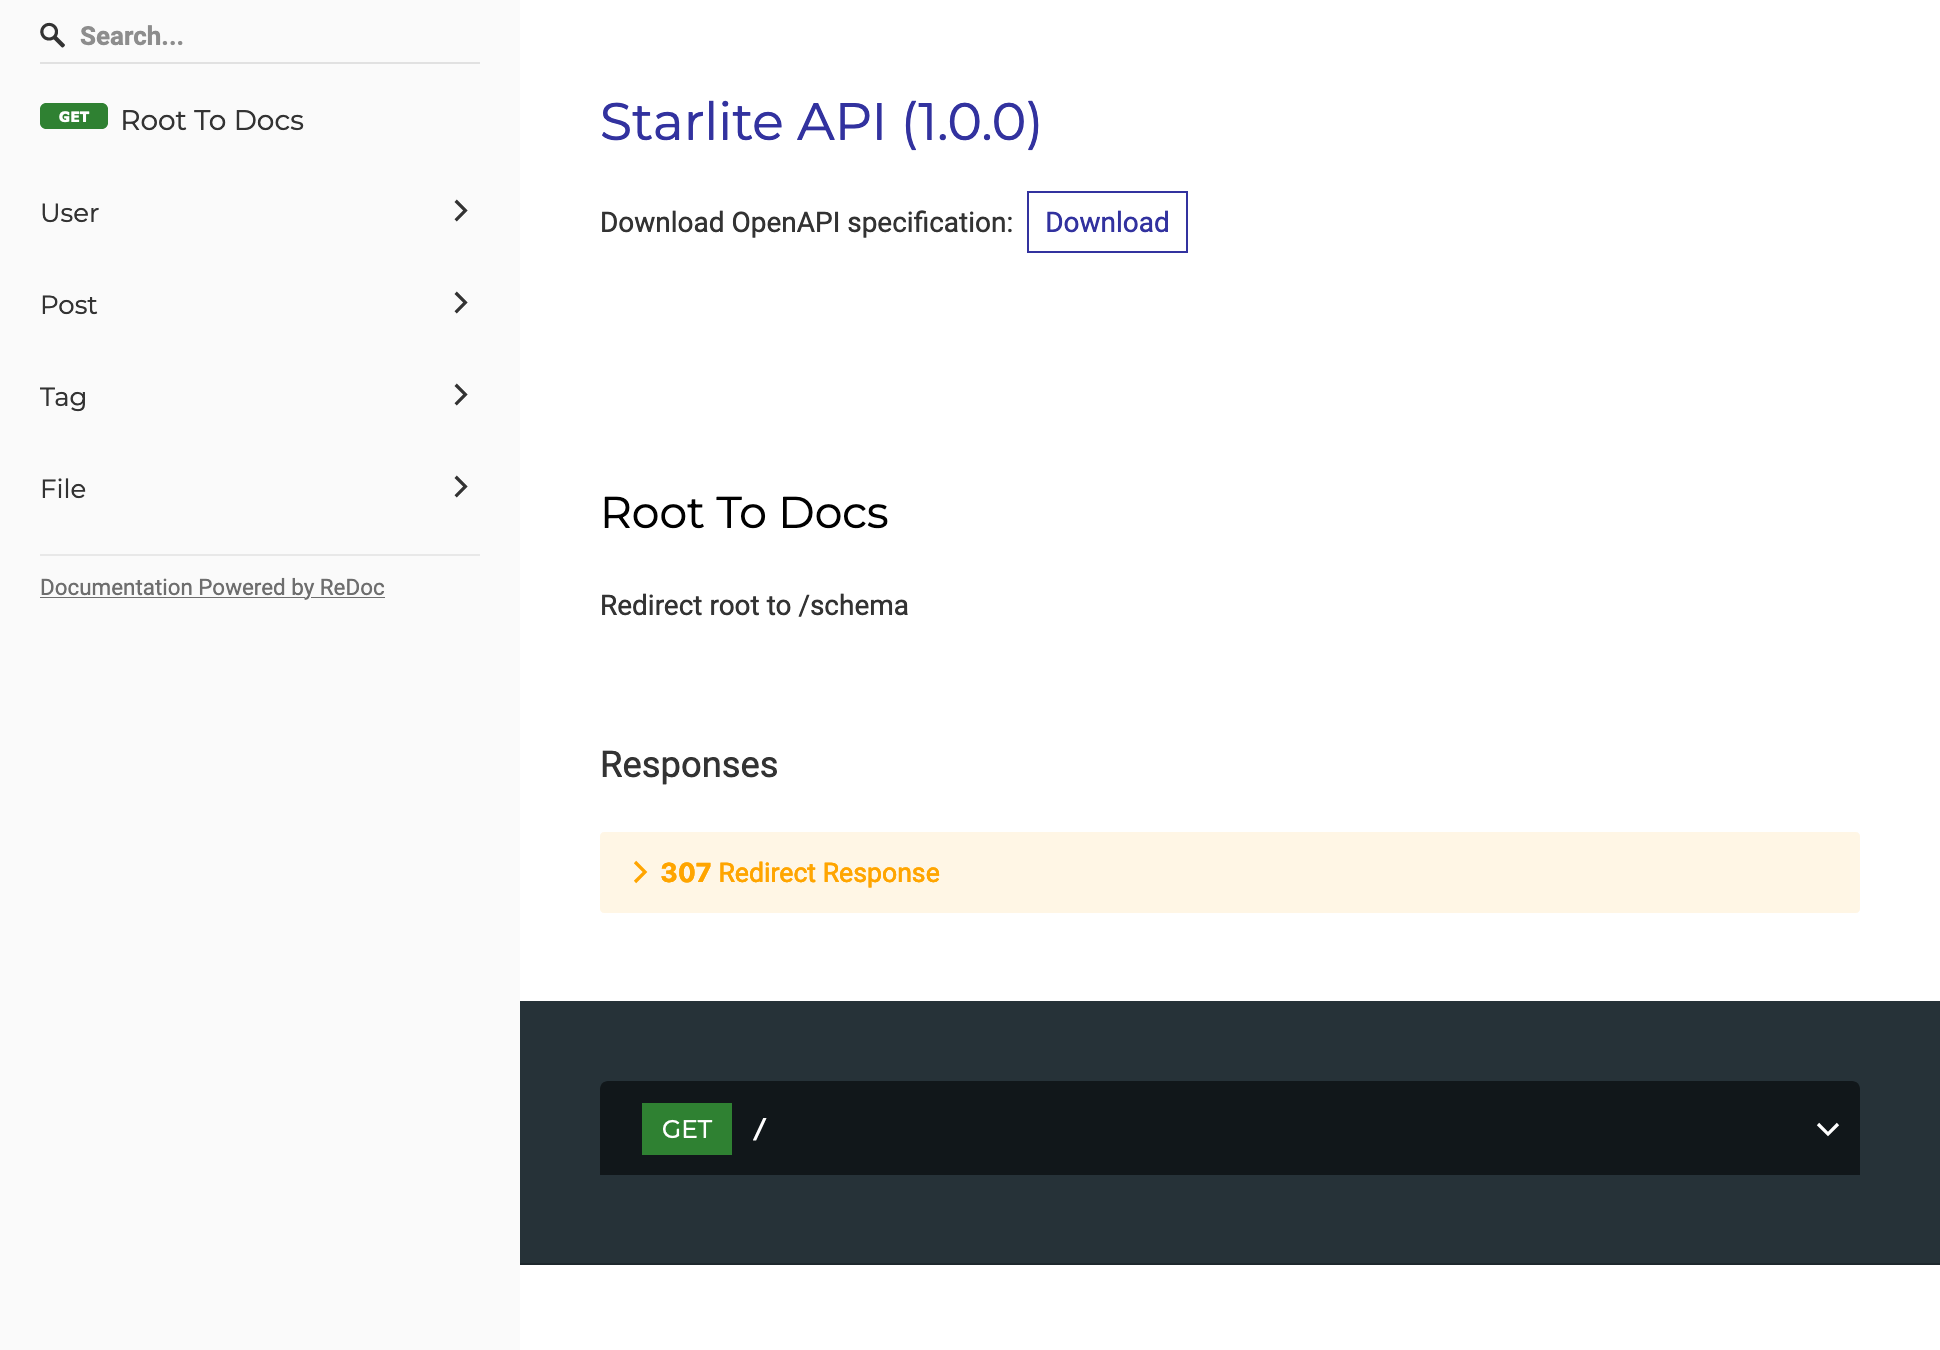 Search...
GET Root To Docs
User
Post
Tag
File
Documentation Powered by ReDoc
Starlite API (1.0.0)
Download OpenAPI specification: Download
Root To Docs
Redirect root to /schema
Responses
307 Redirect Response
GET /